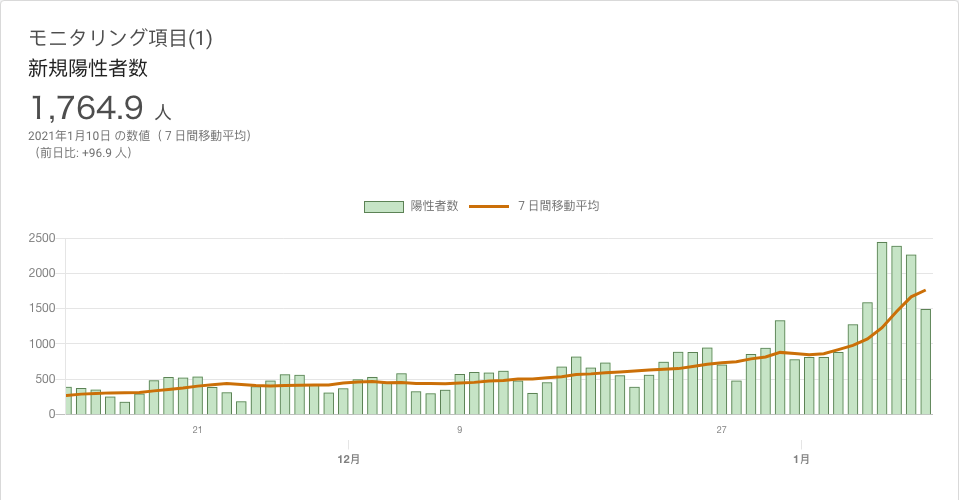 モニタリング項目(1)
新規陽性者数
1,764.9 人
2021年1月10日 の数値（７日間移動平均）
（前日比: +96.9 人）
陽性者数 ７日間移動平均
2500
2000
1500
1000
500
0
21 9 27
12月 1月